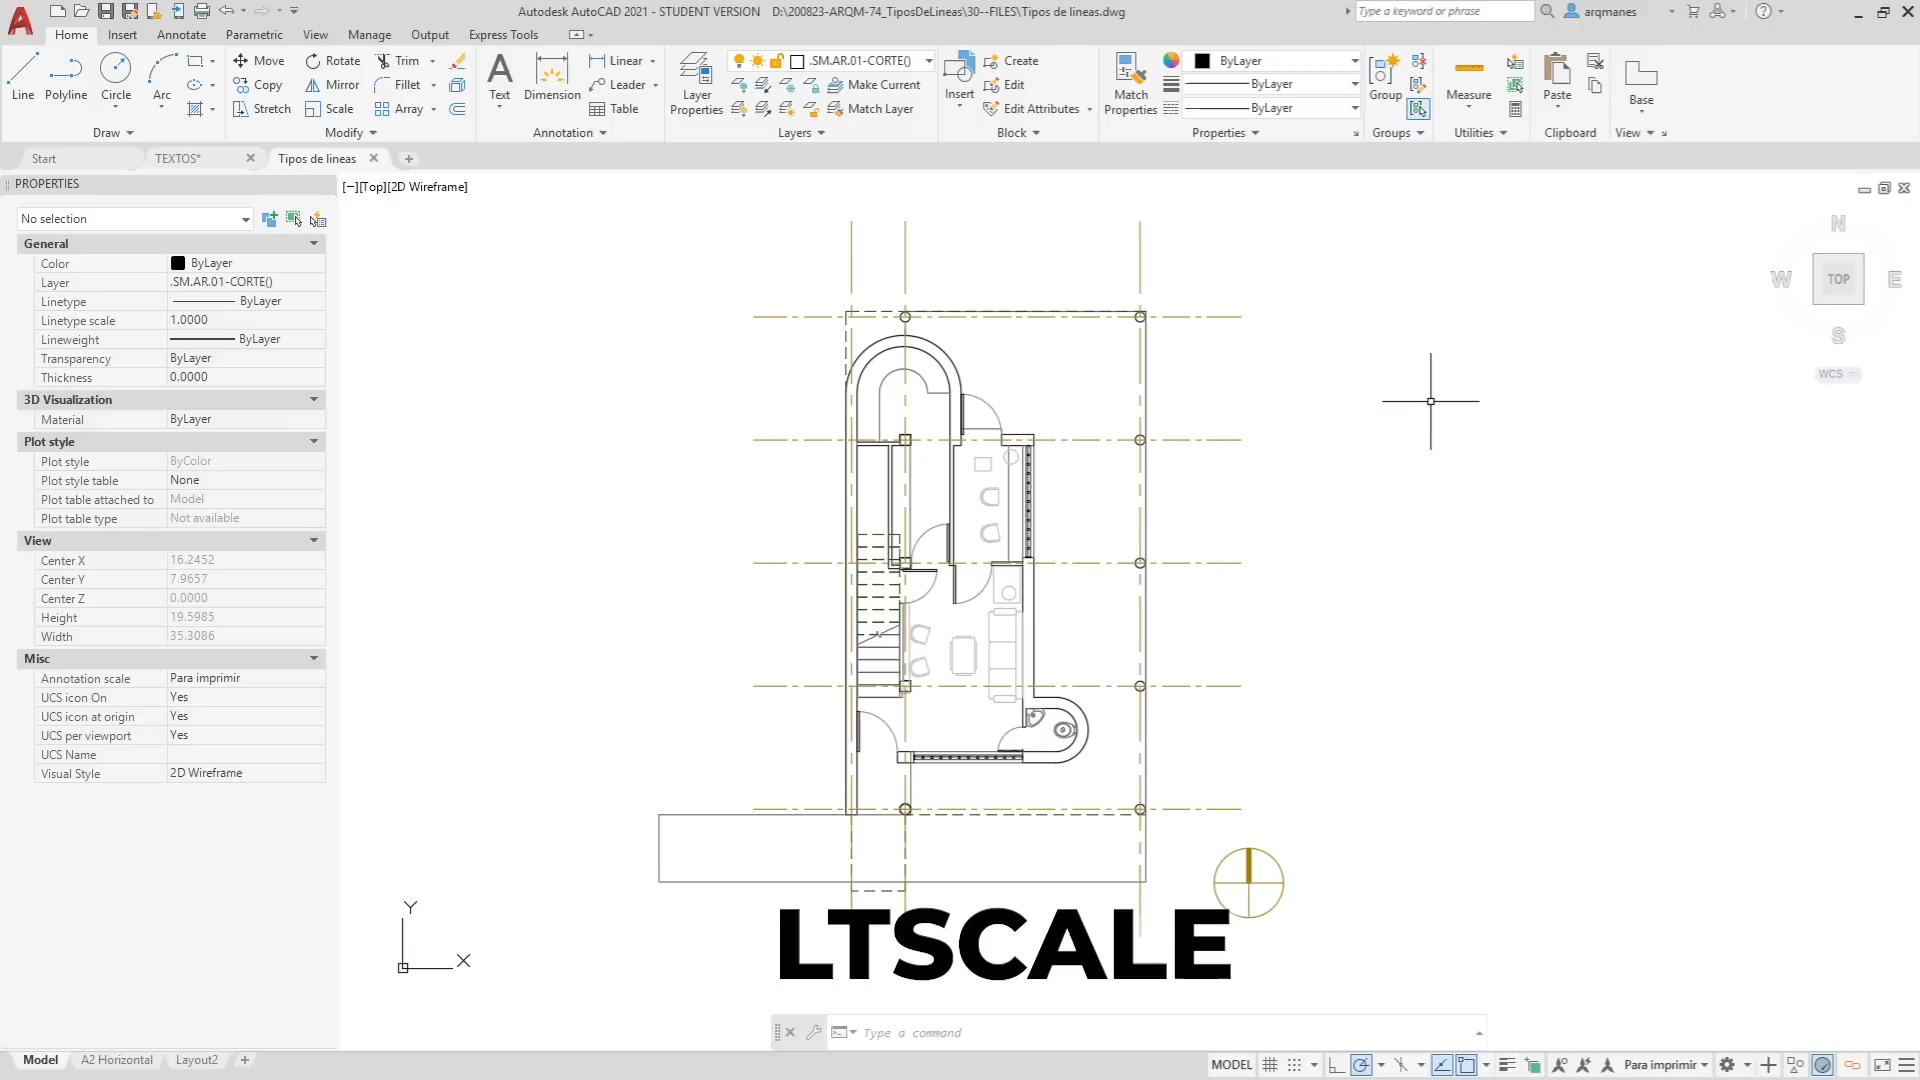 Autodesk AutoCAD 2021 - STUDENT VERSION D:\200823-ARQM-74_TiposDeLineas\30--FILES\Tipos de lineas.dwg
Type a keyword or phrase
arqmanes
Home Insert Annotate Parametric View Manage Output Express Tools
Line Polyline Circle Arc
Move Rotate Trim
Copy Mirror Fillet
Stretch Scale Array
Text Dimension
Linear
Leader
Table
Layer Properties
.SM.AR.01-CORTE()
Make Current
Match Layer
Insert
Create
Edit
Edit Attributes
Match Properties
ByLayer
ByLayer
ByLayer
Group
Measure
Paste
Base
Draw Modify Annotation Layers Block Properties Groups Utilities Clipboard View
Start TEXTOS* Tipos de lineas
PROPERTIES
[−][Top][2D Wireframe]
No selection
General
Color ByLayer
Layer .SM.AR.01-CORTE()
Linetype ByLayer
Linetype scale 1.0000
Lineweight ByLayer
Transparency ByLayer
Thickness 0.0000
3D Visualization
Material ByLayer
Plot style
Plot style ByColor
Plot style table None
Plot table attached to Model
Plot table type Not available
View
Center X 16.2452
Center Y 7.9657
Center Z 0.0000
Height 19.5985
Width 35.3086
Misc
Annotation scale Para imprimir
UCS icon On Yes
UCS icon at origin Yes
UCS per viewport Yes
UCS Name
Visual Style 2D Wireframe
N
W TOP E
S
WCS
Y
X
LTSCALE
Type a command
Model A2 Horizontal Layout2
MODEL
Para imprimir